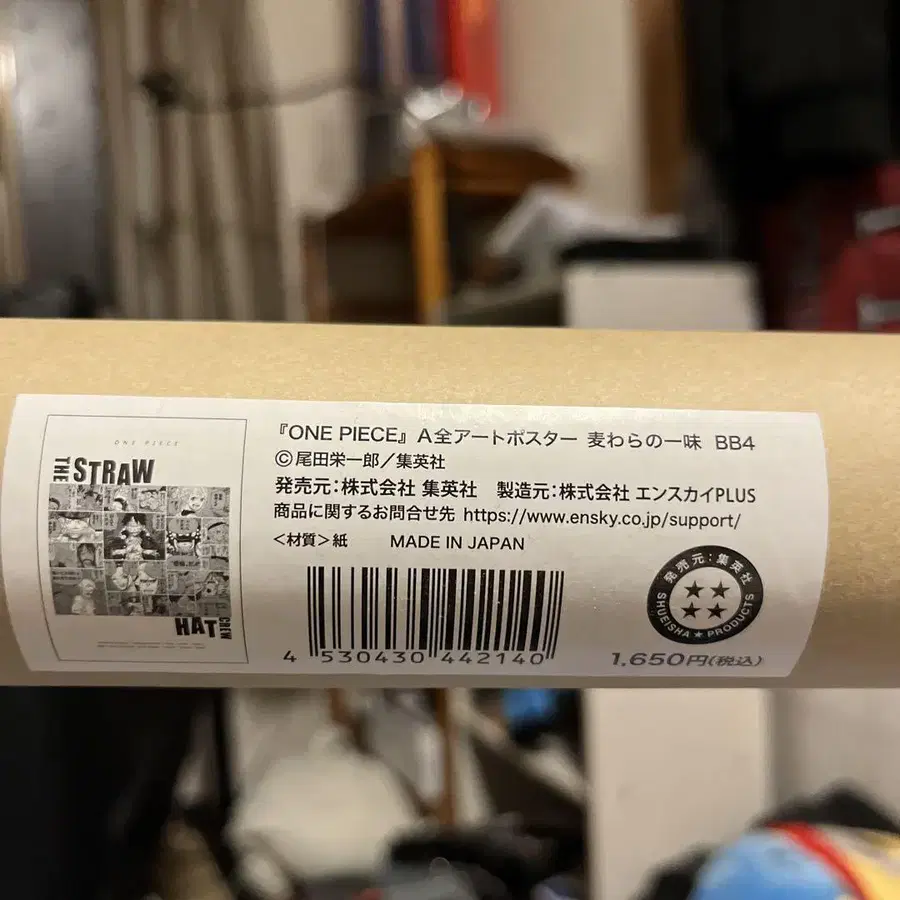 ONE PIECE
THE STRAW
HAT CREW
『ONE PIECE』A全アートポスター 麦わらの一味 BB4
©尾田栄一郎／集英社
発売元:株式会社 集英社 製造元:株式会社 エンスカイPLUS
商品に関するお問合せ先 https://www.ensky.co.jp/support/
<材質>紙 MADE IN JAPAN
発売元:集英社
SHUEISHA★PRODUCTS
4 530430 442140
1,650円(税込)